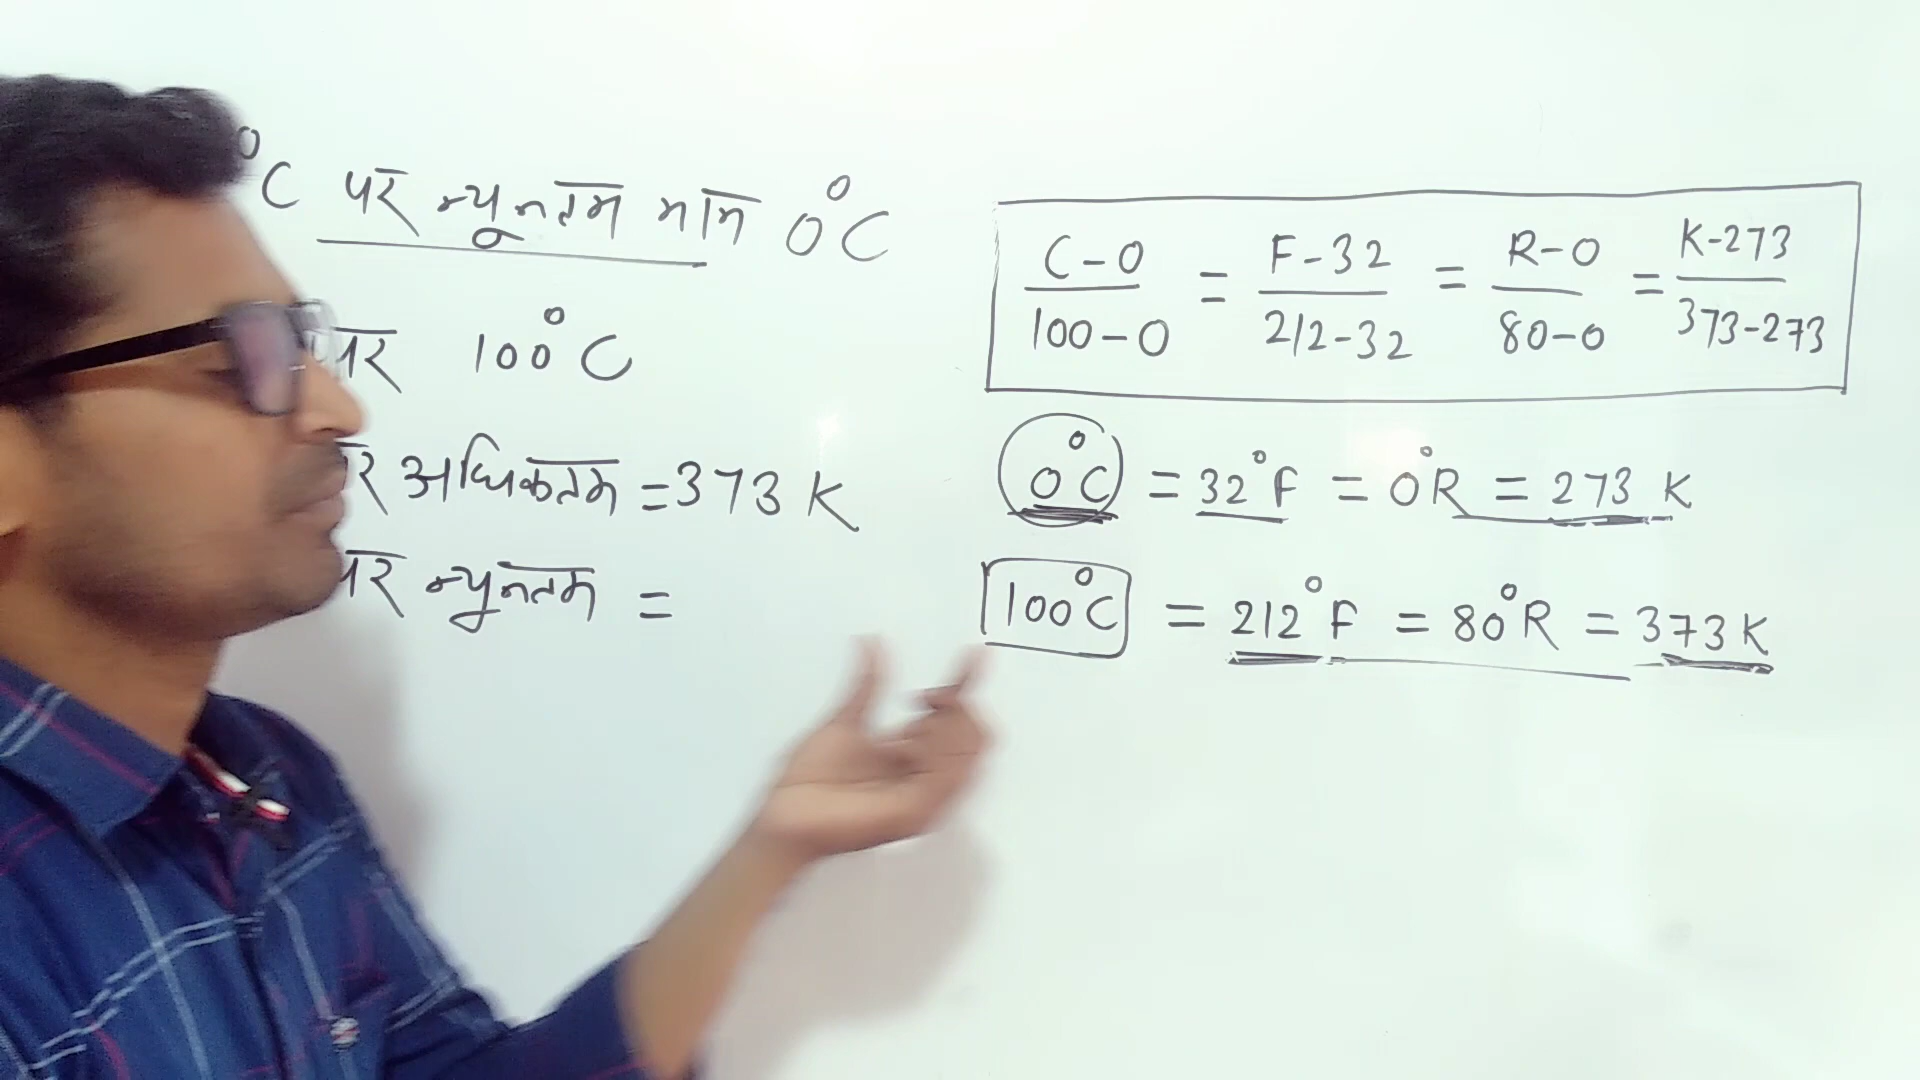 °C पर न्यूनतम मान 0°C
पर 100°C
पर अधिकतम = 373 K
पर न्यूनतम =
C-0/100-0 = F-32/212-32 = R-0/80-0 = K-273/373-273
0°C = 32°F = 0°R = 273 K
100°C = 212°F = 80°R = 373 K